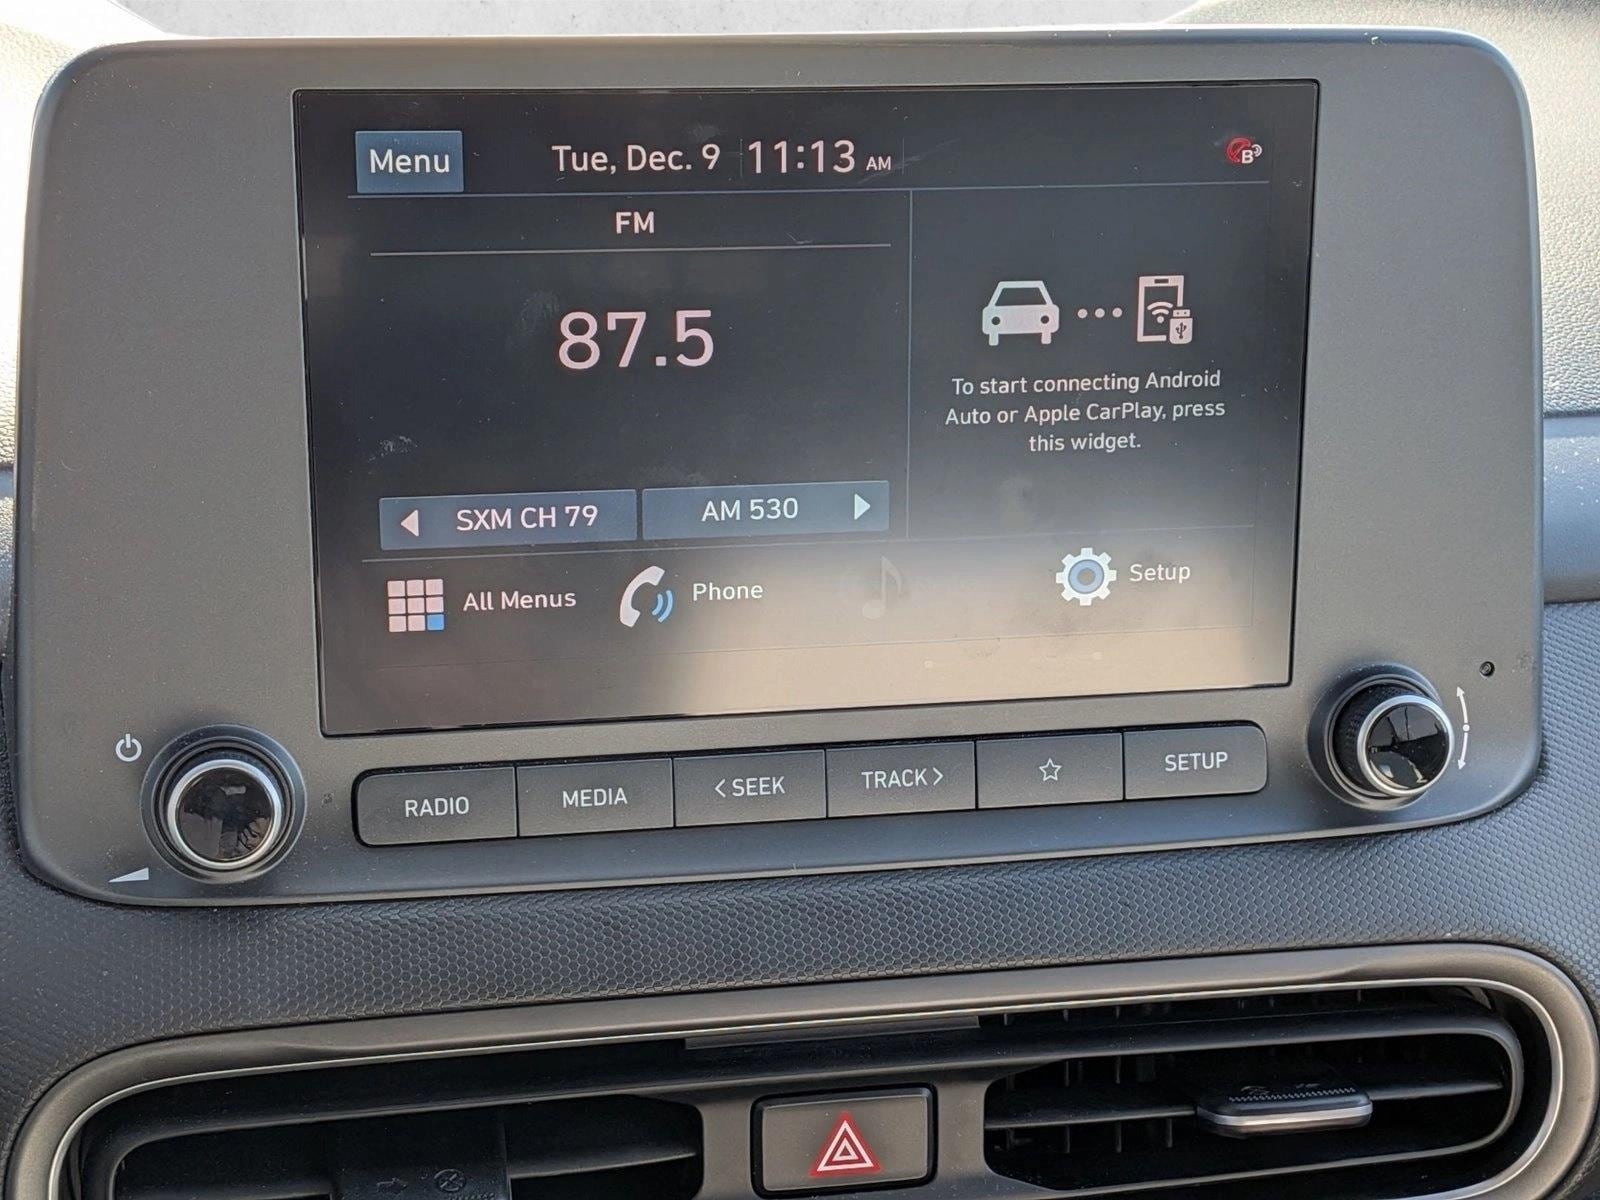 Menu
Tue, Dec. 9 11:13 AM
B
FM
87.5
To start connecting Android
Auto or Apple CarPlay, press
this widget.
SXM CH 79
AM 530
All Menus
Phone
Setup
RADIO
MEDIA
< SEEK
TRACK >
SETUP